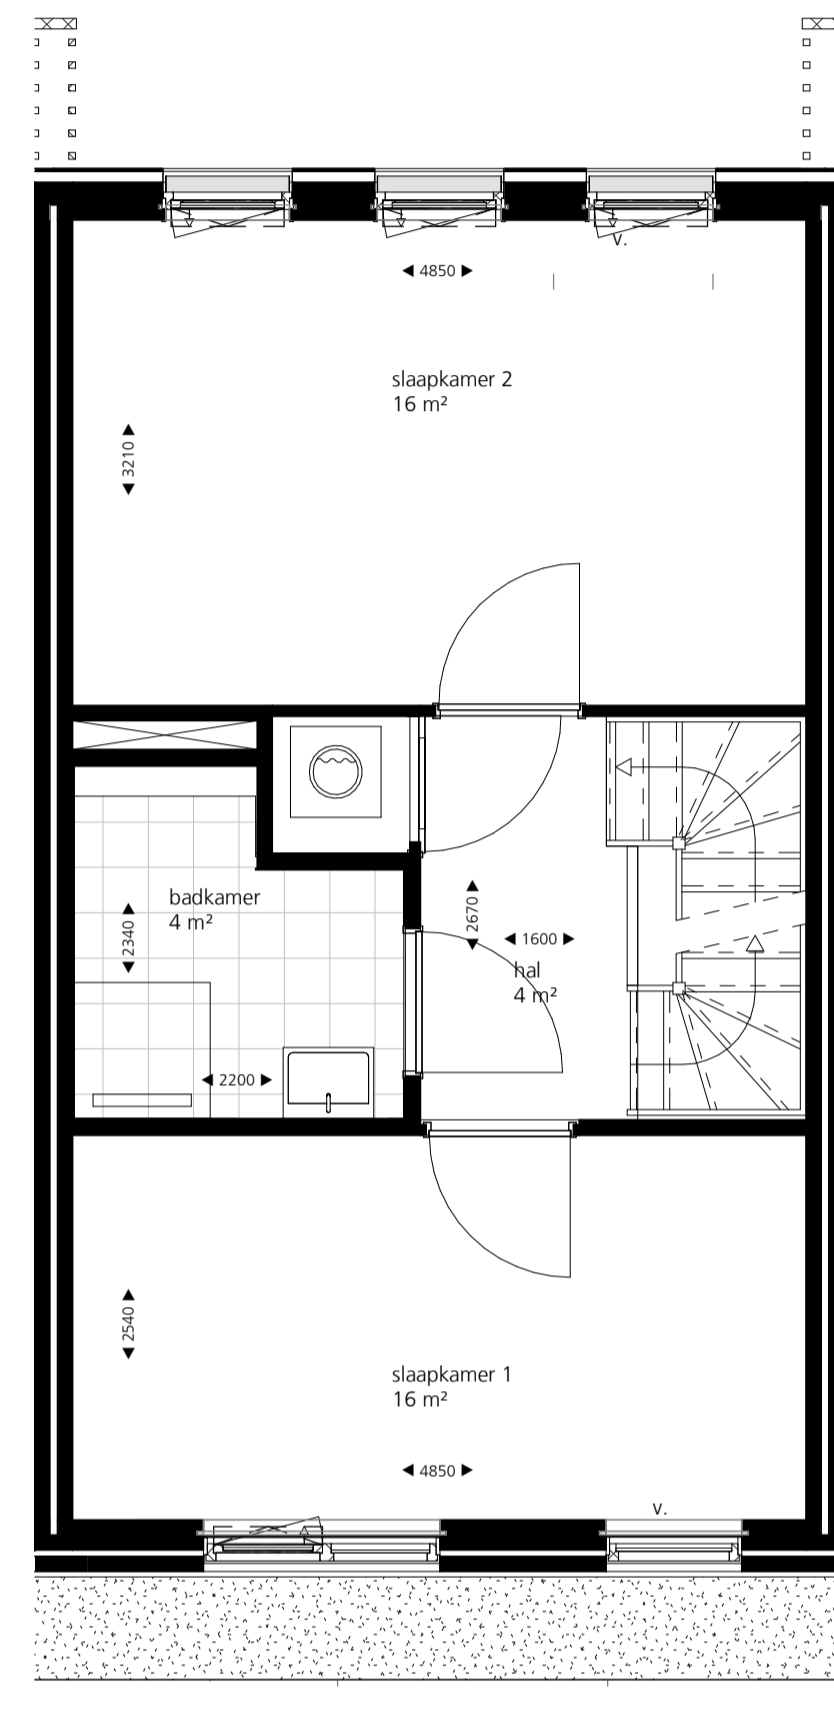 v.
4850
slaapkamer 2
16 m²
3210
badkamer
4 m²
2340
2670
1600
hal
4 m²
2200
2540
slaapkamer 1
16 m²
4850
v.